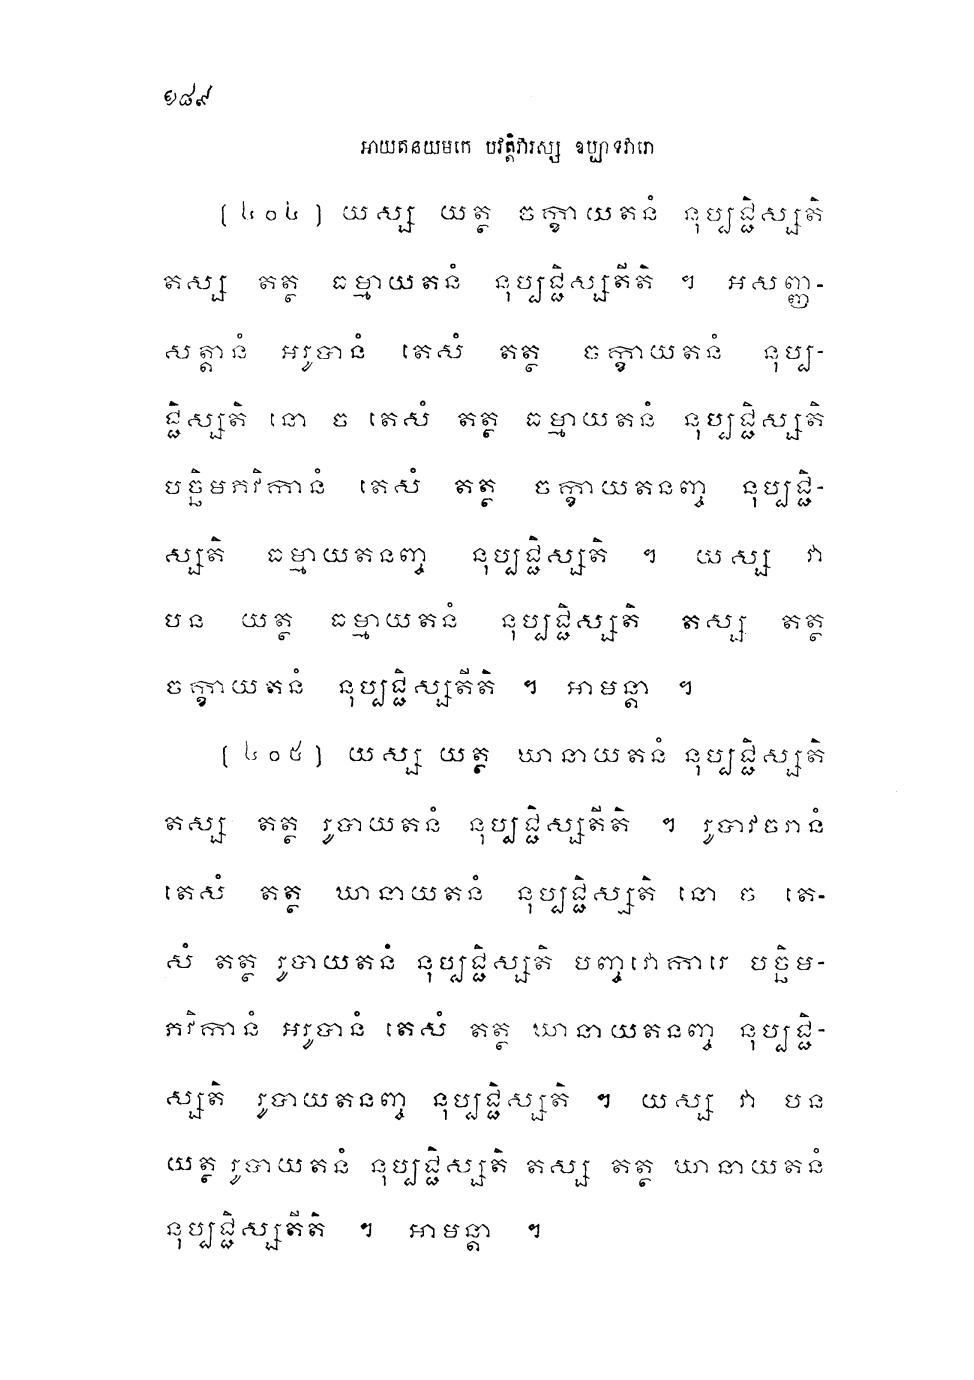 ១៨៩
អាយតនយមកេ បវត្តិវារស្ស ឧប្បាទវារោ
(៤០៤) យស្ស យត្ថ ចក្ខាយតនំ នុប្បជ្ជិស្សតិ
តស្ស តត្ថ ធម្មាយតនំ នុប្បជ្ជិស្សតីតិ ។ អសញ្ញ-
សត្តានំ អរូបានំ តេសំ តត្ថ ចក្ខាយតនំ នុប្ប-
ជ្ជិស្សតិ នោ ច តេសំ តត្ថ ធម្មាយតនំ នុប្បជ្ជិស្សតិ
បច្ឆិមភវិកានំ តេសំ តត្ថ ចក្ខាយតនញ្ច នុប្បជ្ជិ-
ស្សតិ ធម្មាយតនញ្ច នុប្បជ្ជិស្សតិ ។ យស្ស វា
បន យត្ថ ធម្មាយតនំ នុប្បជ្ជិស្សតិ តស្ស តត្ថ
ចក្ខាយតនំ នុប្បជ្ជិស្សតីតិ ។ អាមន្តា ។
(៤០៥) យស្ស យត្ថ ឃានាយតនំ នុប្បជ្ជិស្សតិ
តស្ស តត្ថ រូបាយតនំ នុប្បជ្ជិស្សតីតិ ។ រូបាវចរានំ
តេសំ តត្ថ ឃានាយតនំ នុប្បជ្ជិស្សតិ នោ ច តេ-
សំ តត្ថ រូបាយតនំ នុប្បជ្ជិស្សតិ បញ្ចវោការេ បច្ឆិម-
ភវិកានំ អរូបានំ តេសំ តត្ថ ឃានាយតនញ្ច នុប្បជ្ជិ-
ស្សតិ រូបាយតនញ្ច នុប្បជ្ជិស្សតិ ។ យស្ស វា បន
យត្ថ រូបាយតនំ នុប្បជ្ជិស្សតិ តស្ស តត្ថ ឃានាយតនំ
នុប្បជ្ជិស្សតីតិ ។ អាមន្តា ។